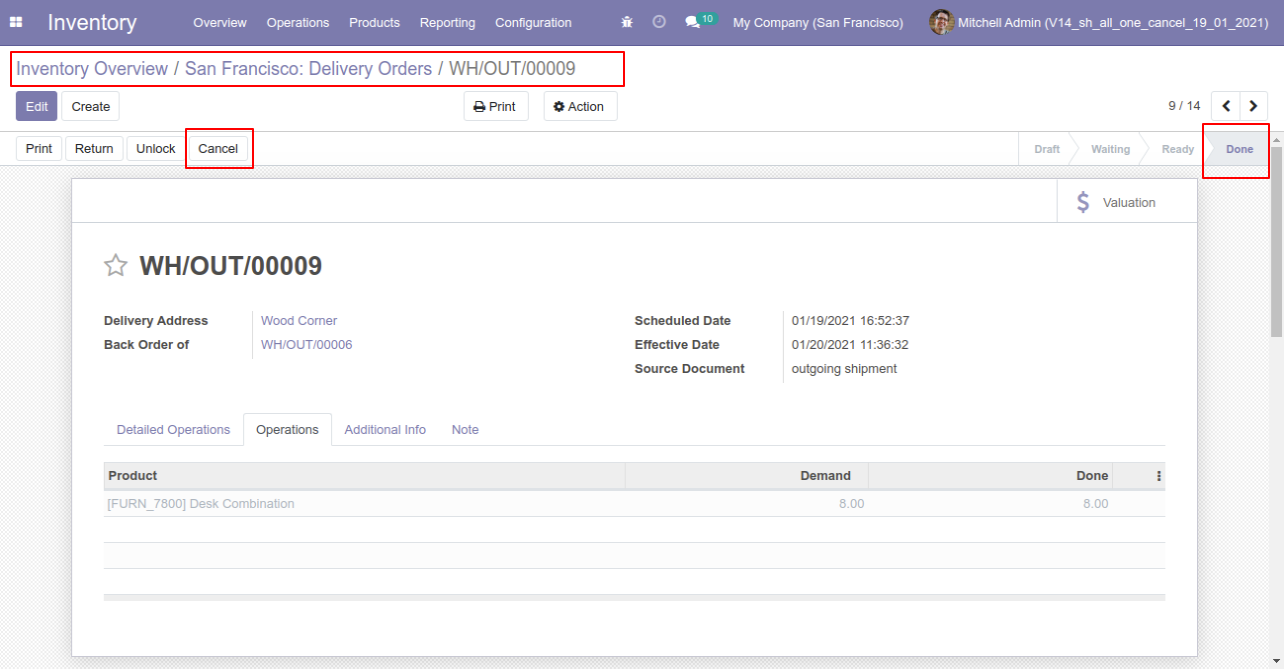 Inventory Overview Operations Products Reporting Configuration 10 My Company (San Francisco) Mitchell Admin (V14_sh_all_one_cancel_19_01_2021)
Inventory Overview / San Francisco: Delivery Orders / WH/OUT/00009
Edit Create Print Action 9 / 14
Print Return Unlock Cancel Draft Waiting Ready Done
$ Valuation
WH/OUT/00009
Delivery Address Wood Corner Scheduled Date 01/19/2021 16:52:37
Back Order of WH/OUT/00006 Effective Date 01/20/2021 11:36:32
Source Document outgoing shipment
Detailed Operations Operations Additional Info Note
Product Demand Done
[FURN_7800] Desk Combination 8.00 8.00